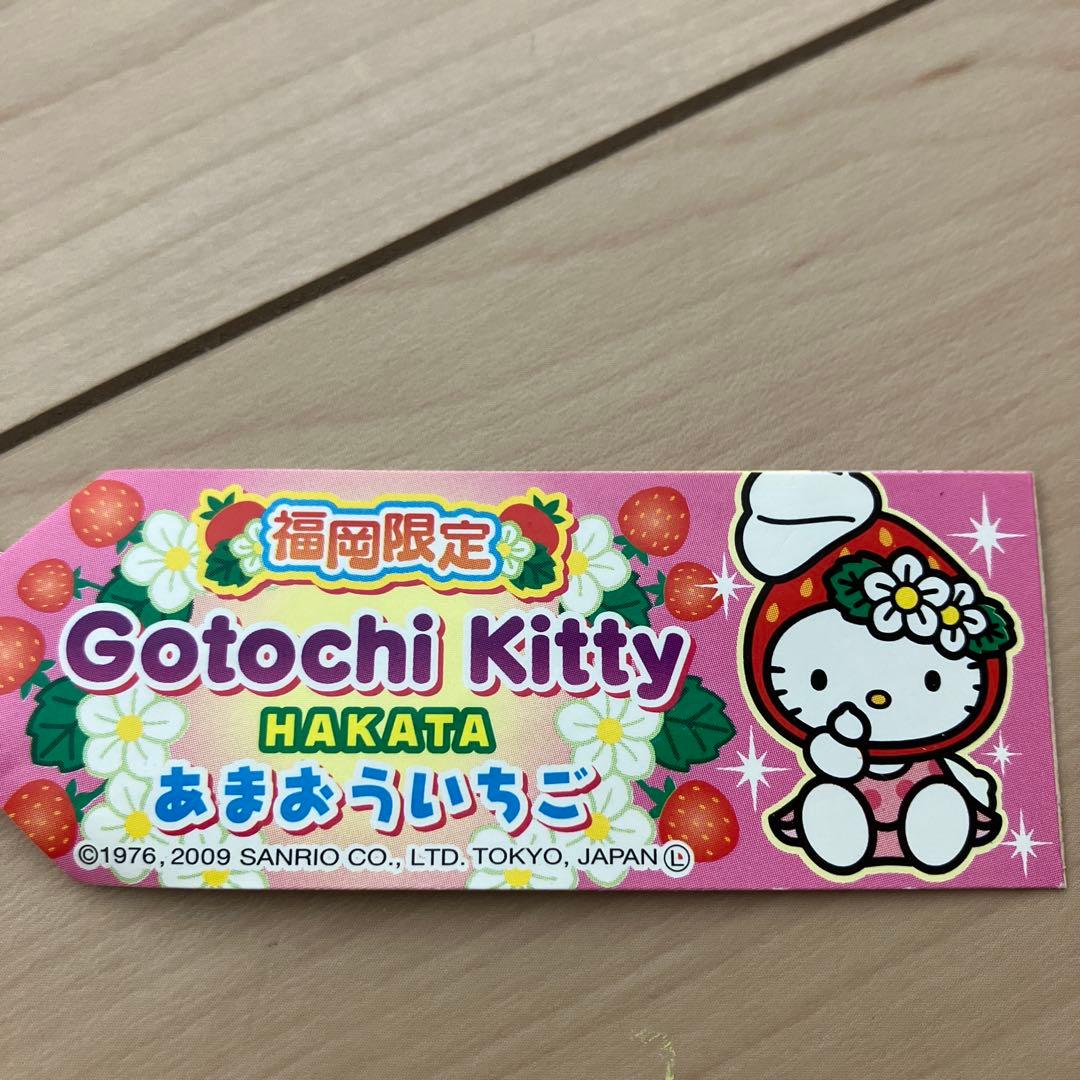 福岡限定
Gotochi Kitty
HAKATA
あまおういちご
©1976, 2009 SANRIO CO., LTD. TOKYO, JAPAN Ⓛ